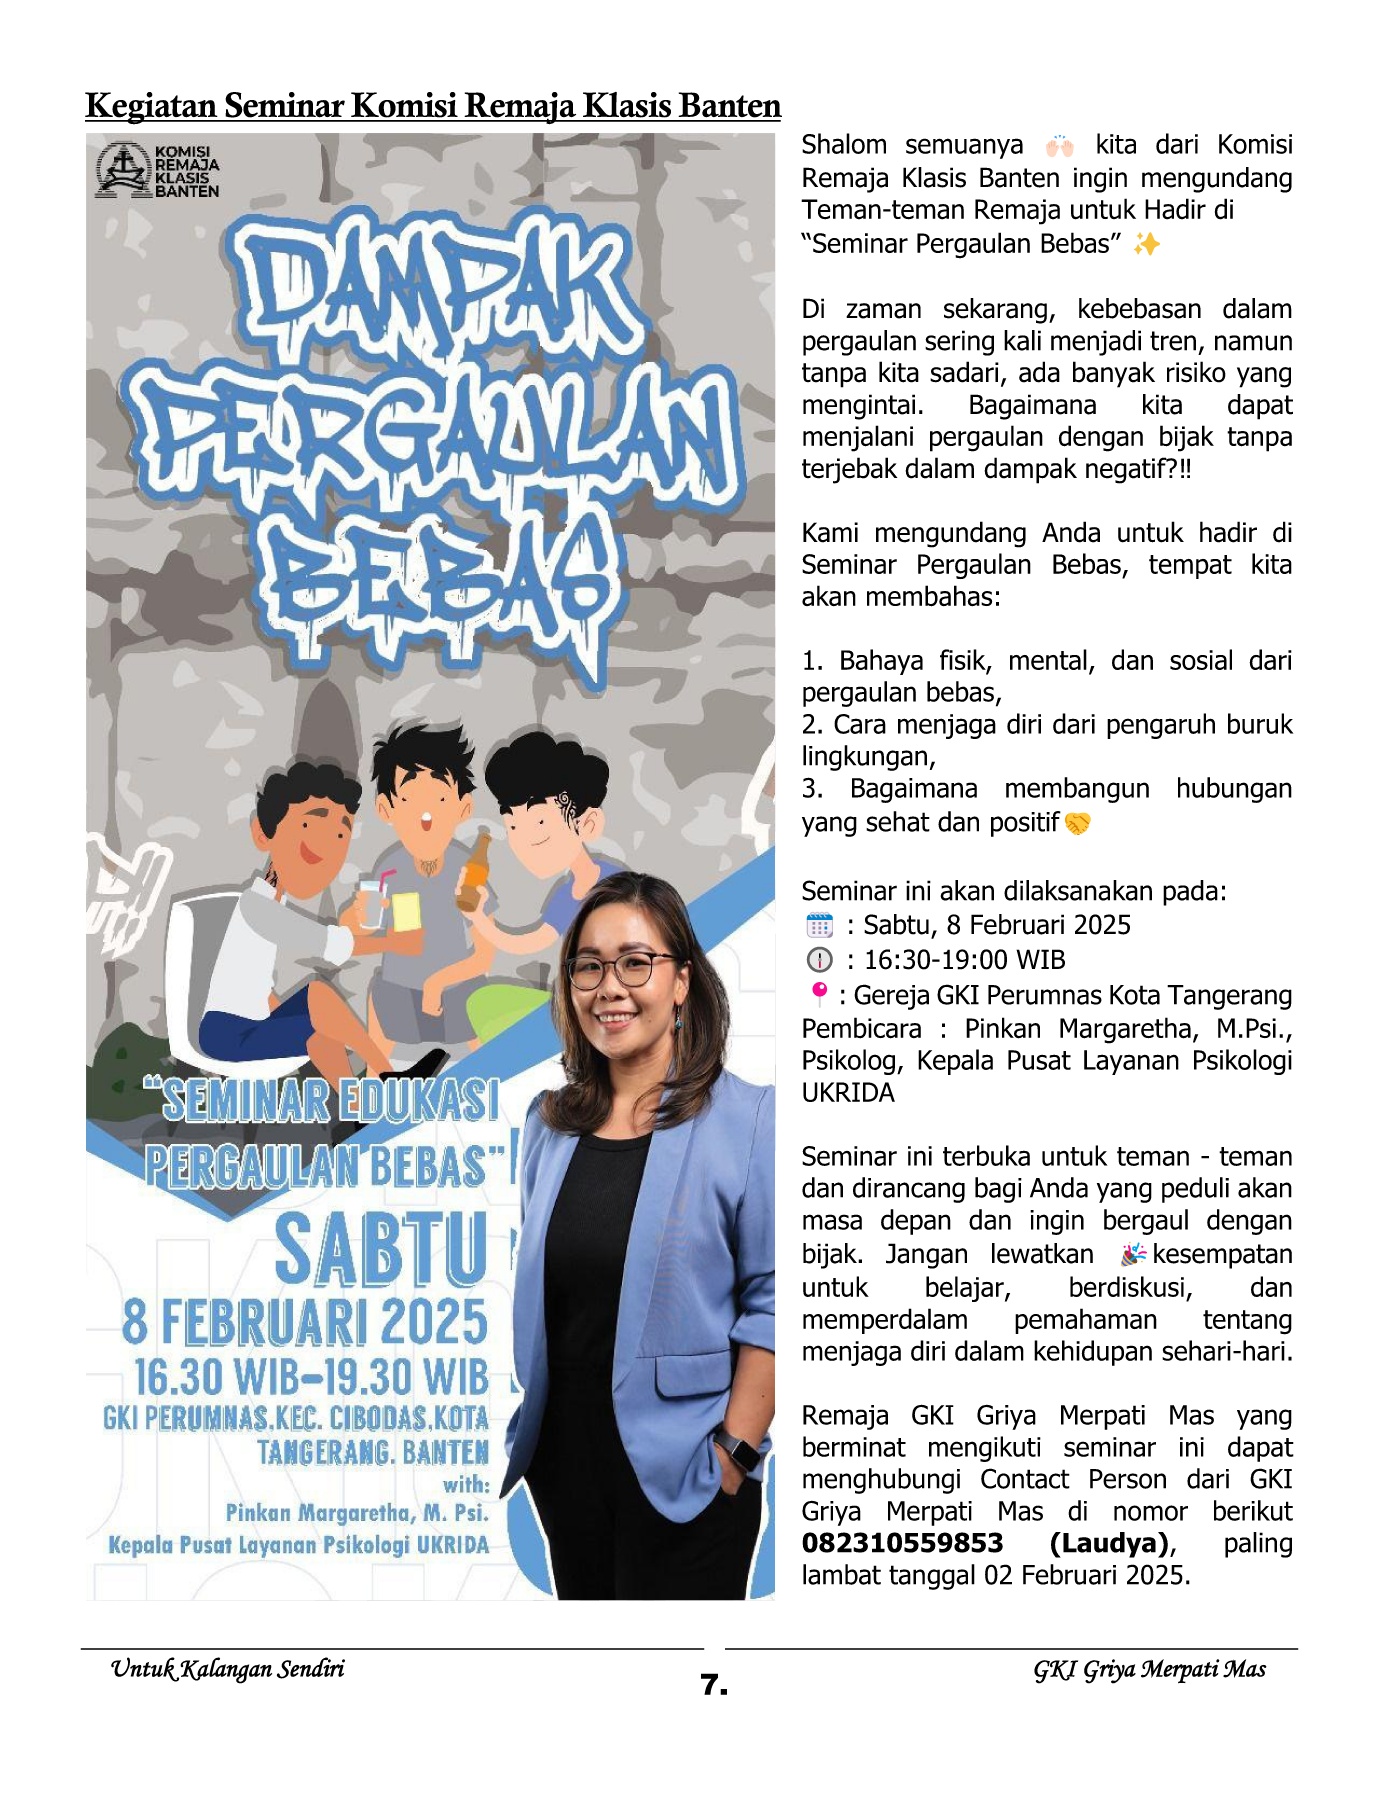 Kegiatan Seminar Komisi Remaja Klasis Banten
KOMISI
REMAJA
KLASIS
BANTEN
DAMPAK
PERGAULAN
BEBAS
“SEMINAR EDUKASI
PERGAULAN BEBAS”
SABTU
8 FEBRUARI 2025
16.30 WIB–19.30 WIB
GKI PERUMNAS.KEC. CIBODAS.KOTA
TANGERANG. BANTEN
with:
Pinkan Margaretha, M. Psi.
Kepala Pusat Layanan Psikologi UKRIDA
Shalom semuanya 🙌🏻 kita dari Komisi
Remaja Klasis Banten ingin mengundang
Teman-teman Remaja untuk Hadir di
“Seminar Pergaulan Bebas” ✨
Di zaman sekarang, kebebasan dalam
pergaulan sering kali menjadi tren, namun
tanpa kita sadari, ada banyak risiko yang
mengintai. Bagaimana kita dapat
menjalani pergaulan dengan bijak tanpa
terjebak dalam dampak negatif?!!
Kami mengundang Anda untuk hadir di
Seminar Pergaulan Bebas, tempat kita
akan membahas:
1. Bahaya fisik, mental, dan sosial dari
pergaulan bebas,
2. Cara menjaga diri dari pengaruh buruk
lingkungan,
3. Bagaimana membangun hubungan
yang sehat dan positif🤝
Seminar ini akan dilaksanakan pada:
🗓 : Sabtu, 8 Februari 2025
🕕 : 16:30-19:00 WIB
📍: Gereja GKI Perumnas Kota Tangerang
Pembicara : Pinkan Margaretha, M.Psi.,
Psikolog, Kepala Pusat Layanan Psikologi
UKRIDA
Seminar ini terbuka untuk teman - teman
dan dirancang bagi Anda yang peduli akan
masa depan dan ingin bergaul dengan
bijak. Jangan lewatkan 🎉kesempatan
untuk belajar, berdiskusi, dan
memperdalam pemahaman tentang
menjaga diri dalam kehidupan sehari-hari.
Remaja GKI Griya Merpati Mas yang
berminat mengikuti seminar ini dapat
menghubungi Contact Person dari GKI
Griya Merpati Mas di nomor berikut
082310559853 (Laudya), paling
lambat tanggal 02 Februari 2025.
Untuk Kalangan Sendiri
7.
GKI Griya Merpati Mas